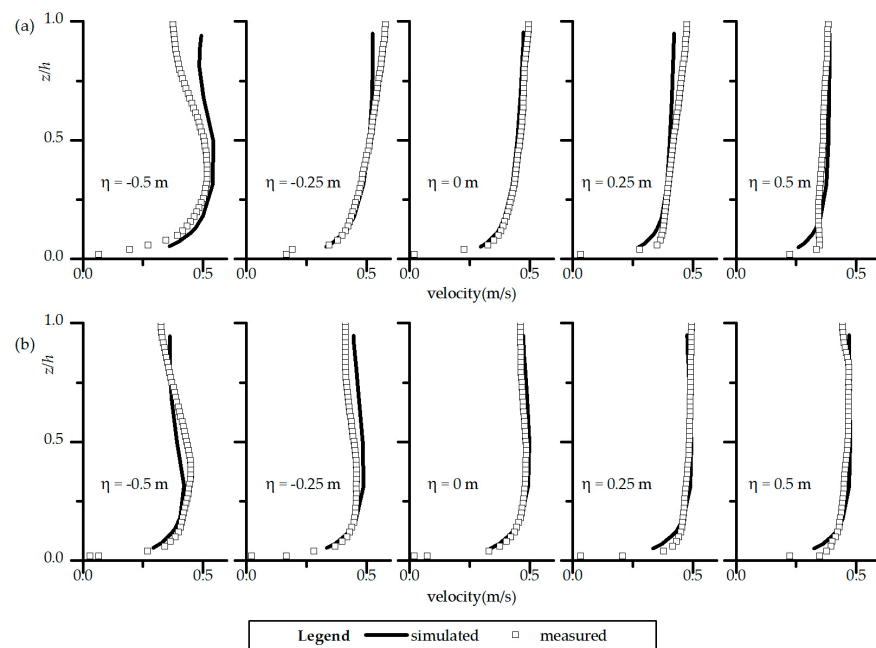 (a)
z/h
1.0
0.5
0.0
η = -0.5 m
η = -0.25 m
η = 0 m
η = 0.25 m
η = 0.5 m
0.0 0.5 0.0 0.5 0.0 0.5 0.0 0.5 0.0 0.5
velocity(m/s)
(b)
z/h
1.0
0.5
0.0
η = -0.5 m
η = -0.25 m
η = 0 m
η = 0.25 m
η = 0.5 m
0.0 0.5 0.0 0.5 0.0 0.5 0.0 0.5 0.0 0.5
velocity(m/s)
Legend simulated measured